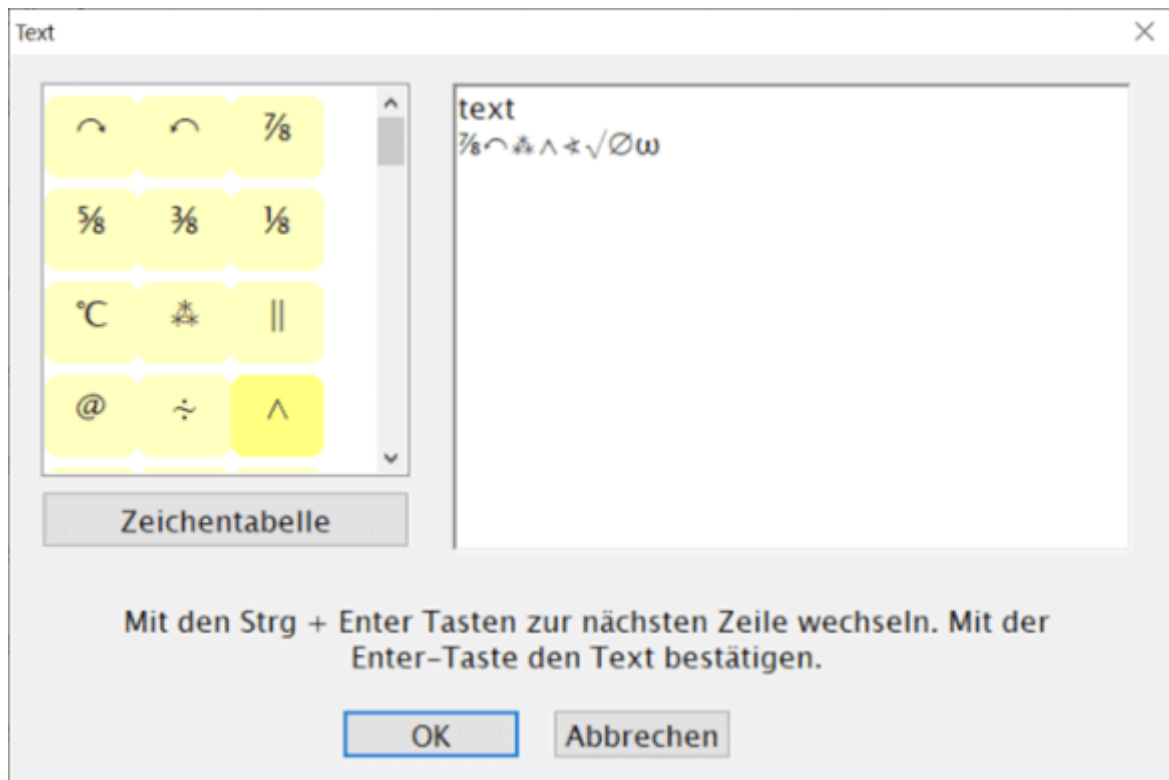 Text
↷ ↶ ⅞
⅝ ⅜ ⅛
℃ ⁂ ∥
@ ÷ ∧
Zeichentabelle
text
⅞⌒⁂∧∢√∅ω
Mit den Strg + Enter Tasten zur nächsten Zeile wechseln. Mit der
Enter-Taste den Text bestätigen.
OK
Abbrechen